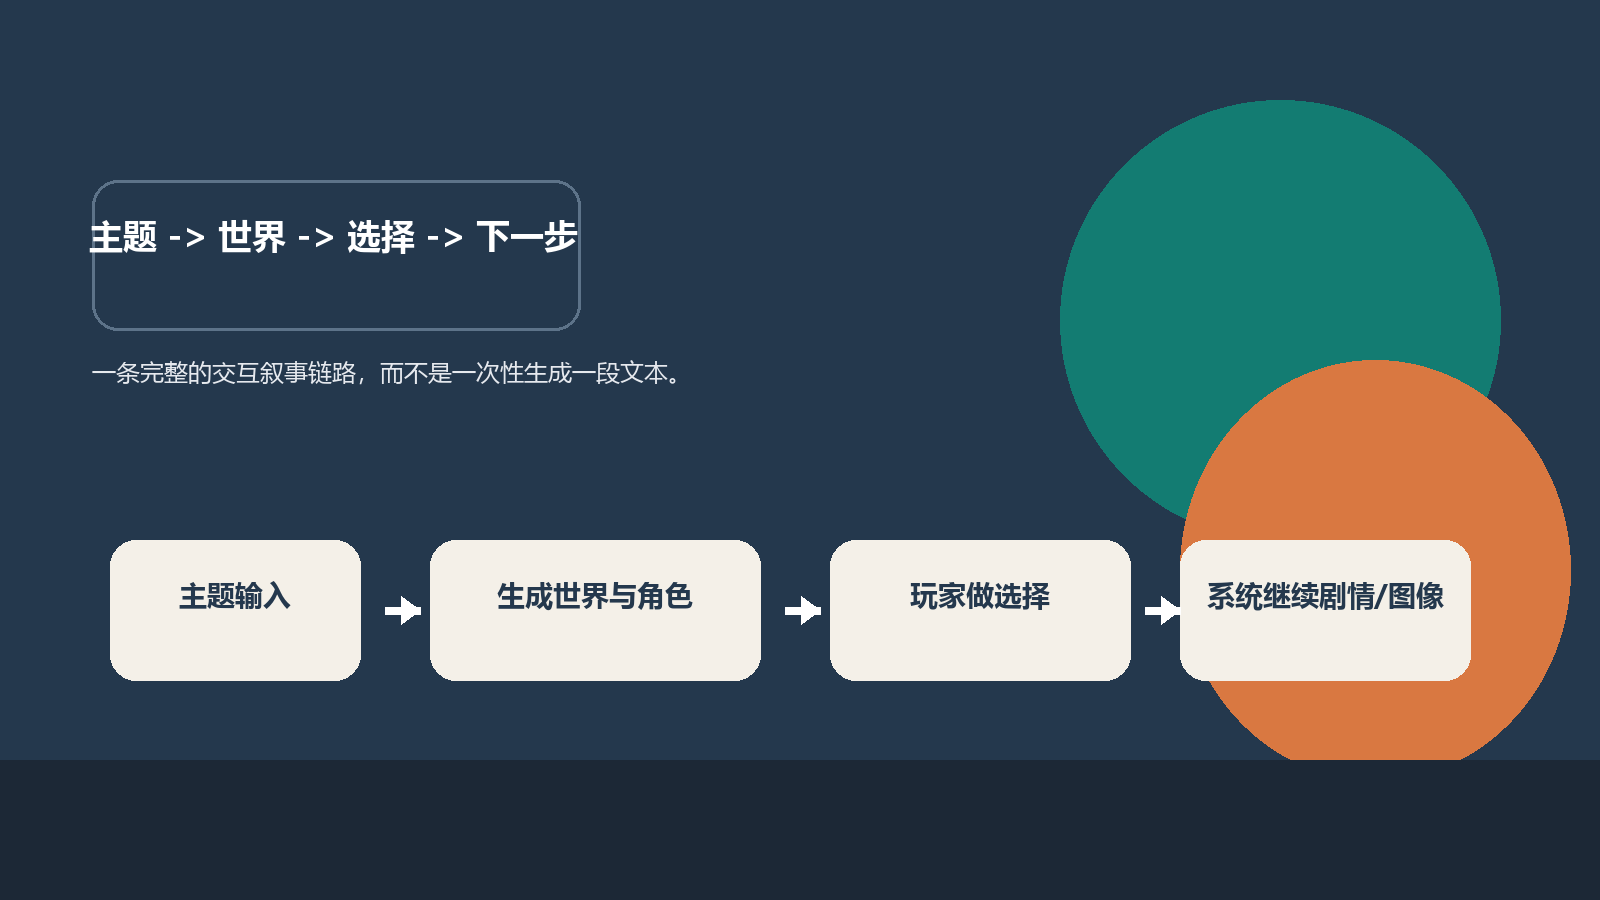 主题 -> 世界 -> 选择 -> 下一步
一条完整的交互叙事链路，而不是一次性生成一段文本。
主题输入
生成世界与角色
玩家做选择
系统继续剧情/图像